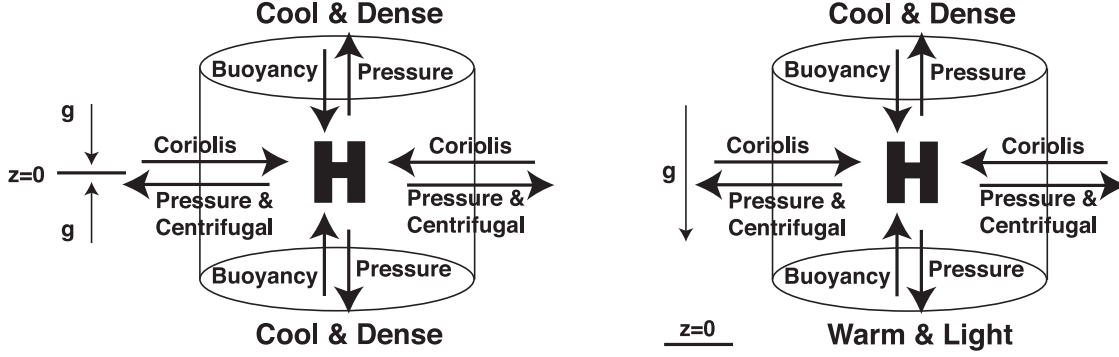 Cool & Dense
Buoyancy
Pressure
g
Coriolis
Coriolis
z=0
H
Pressure &
Centrifugal
Pressure &
Centrifugal
g
Buoyancy
Pressure
Cool & Dense
Cool & Dense
Buoyancy
Pressure
Coriolis
Coriolis
g
H
Pressure &
Centrifugal
Pressure &
Centrifugal
Buoyancy
Pressure
z=0
Warm & Light